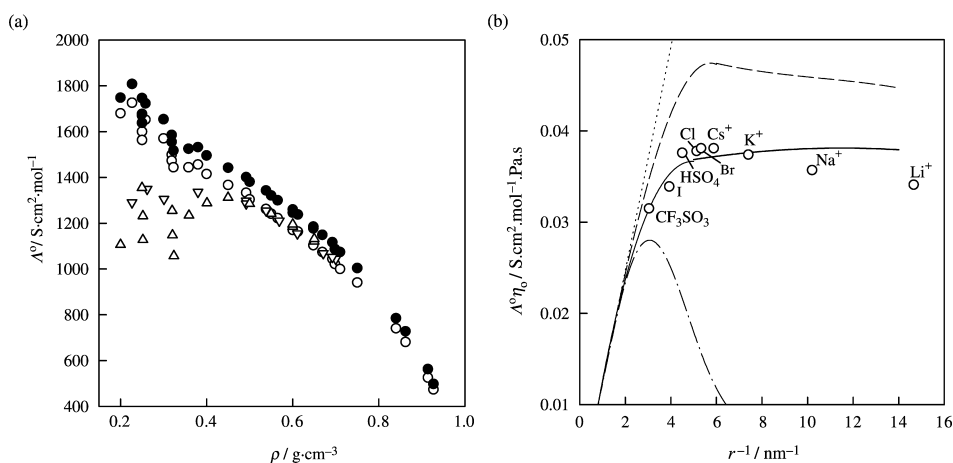 (a)
2000
1800
1600
1400
1200
1000
800
600
400
Λº/ S·cm²·mol⁻¹
0.2 0.4 0.6 0.8 1.0
ρ / g·cm⁻³
(b)
0.05
0.04
0.03
0.02
0.01
Λºηₒ / S.cm².mol⁻¹.Pa.s
Cl Cs⁺ K⁺
Br
HSO₄ Na⁺
I Li⁺
CF₃SO₃
0 2 4 6 8 10 12 14 16
r⁻¹ / nm⁻¹